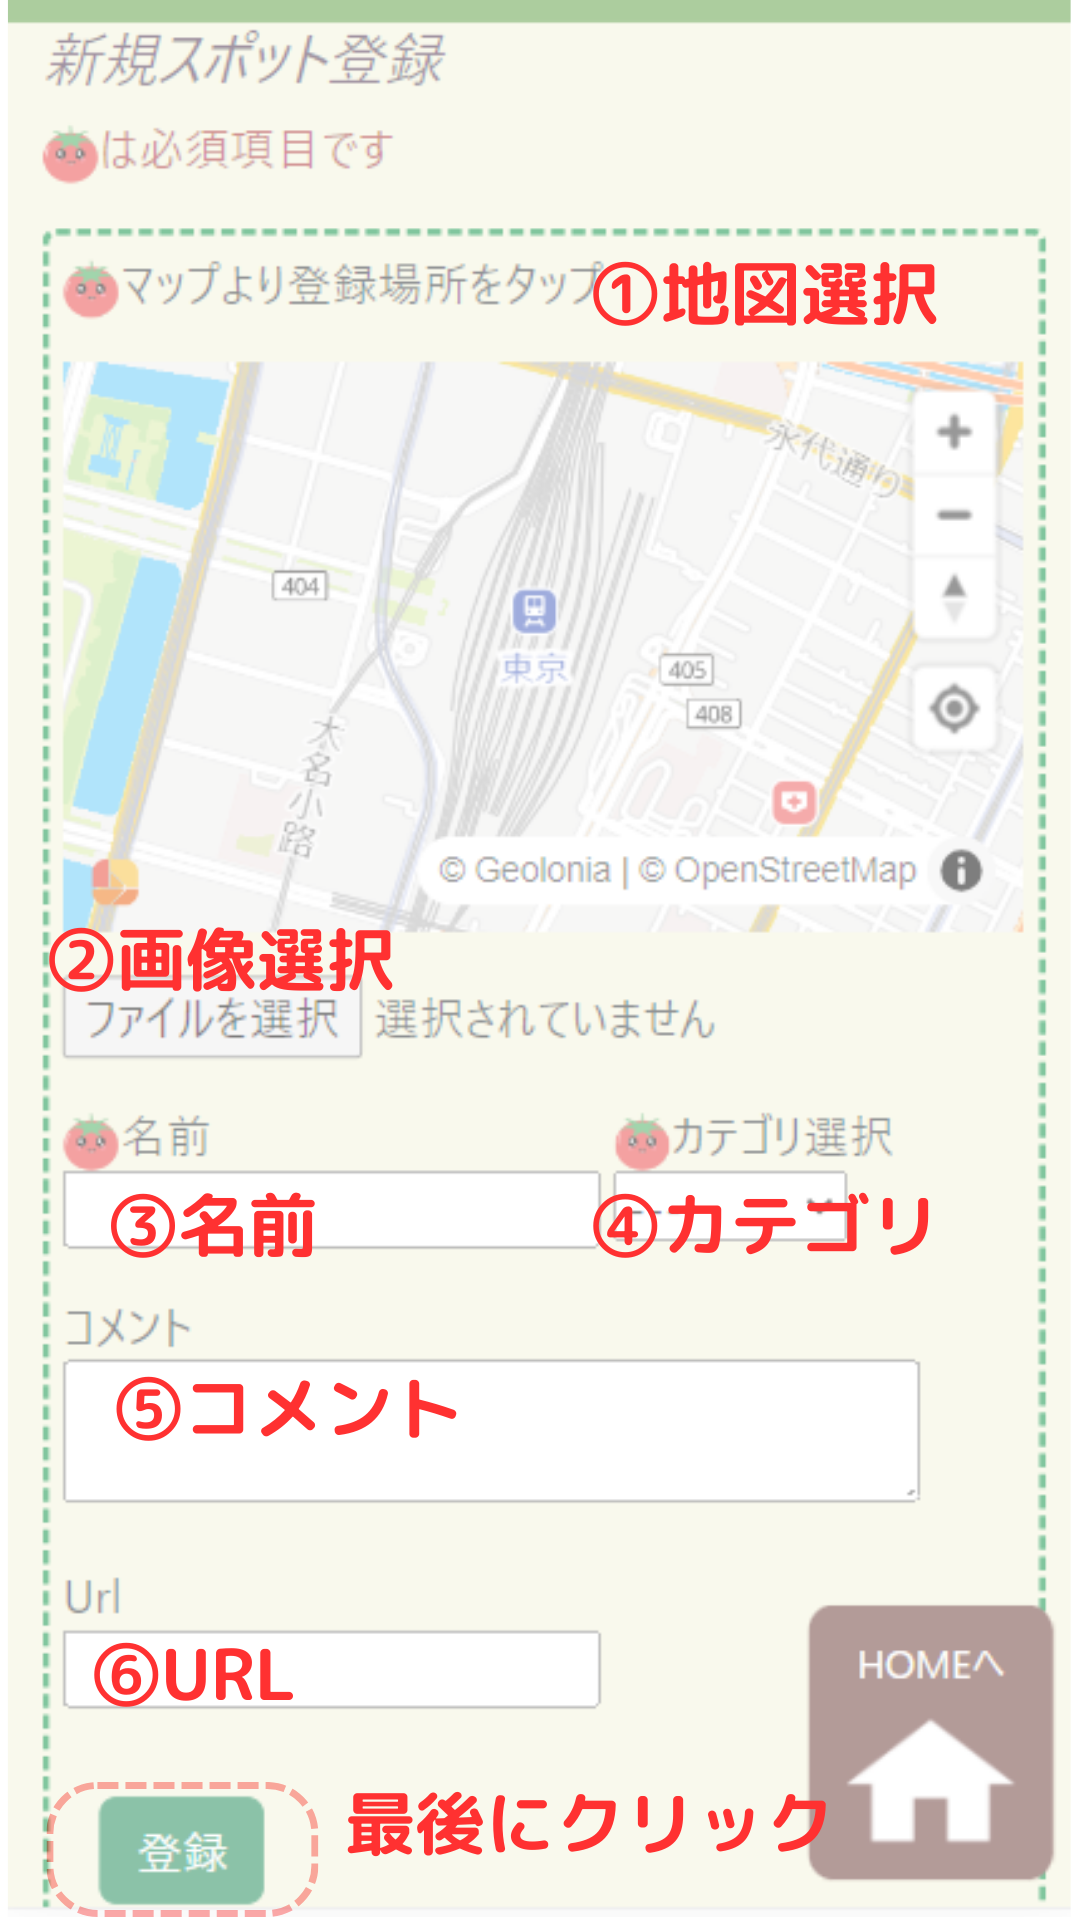 新規スポット登録
は必須項目です
マップより登録場所をタップ
①地図選択
永代通り
404
東京
405
408
大名小路
© Geolonia | © OpenStreetMap
②画像選択
ファイルを選択 選択されていません
名前 カテゴリ選択
--
③名前 ④カテゴリ
コメント
⑤コメント
Url
⑥URL
HOMEへ
登録
最後にクリック